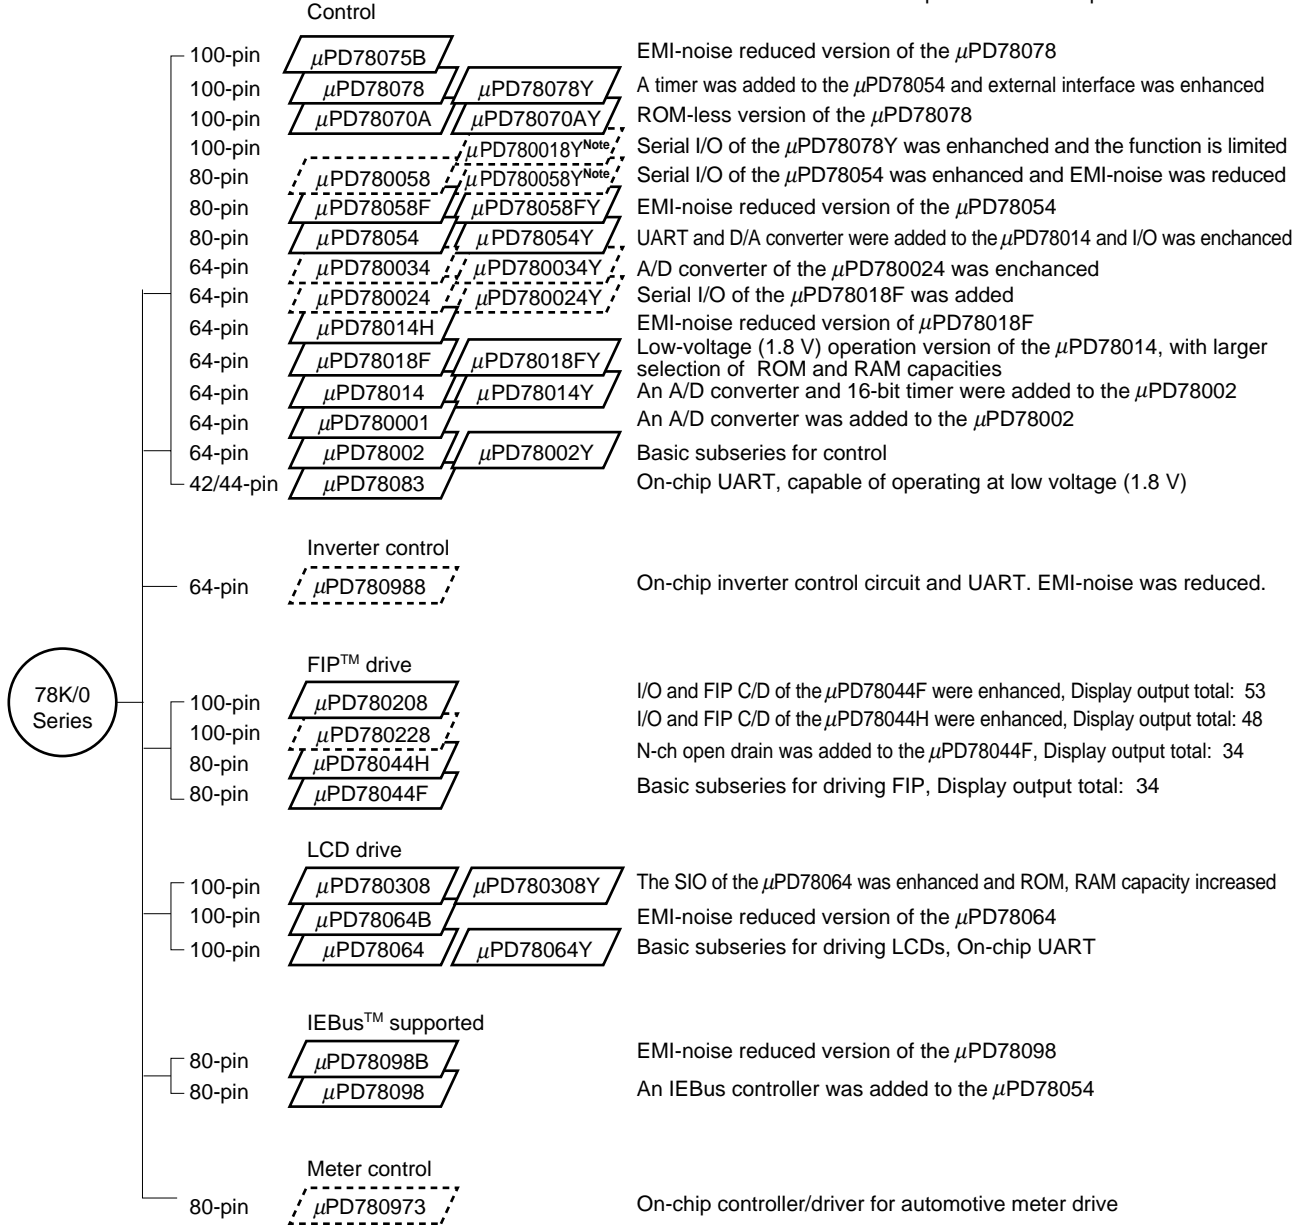 Control
100-pin μPD78075B EMI-noise reduced version of the μPD78078
100-pin μPD78078 μPD78078Y A timer was added to the μPD78054 and external interface was enhanced
100-pin μPD78070A μPD78070AY ROM-less version of the μPD78078
100-pin μPD780018YNote Serial I/O of the μPD78078Y was enhanched and the function is limited
80-pin μPD780058 μPD780058YNote Serial I/O of the μPD78054 was enhanced and EMI-noise was reduced
80-pin μPD78058F μPD78058FY EMI-noise reduced version of the μPD78054
80-pin μPD78054 μPD78054Y UART and D/A converter were added to the μPD78014 and I/O was enchanced
64-pin μPD780034 μPD780034Y A/D converter of the μPD780024 was enchanced
64-pin μPD780024 μPD780024Y Serial I/O of the μPD78018F was added
64-pin μPD78014H EMI-noise reduced version of μPD78018F
64-pin μPD78018F μPD78018FY Low-voltage (1.8 V) operation version of the μPD78014, with larger
selection of ROM and RAM capacities
64-pin μPD78014 μPD78014Y An A/D converter and 16-bit timer were added to the μPD78002
64-pin μPD780001 An A/D converter was added to the μPD78002
64-pin μPD78002 μPD78002Y Basic subseries for control
42/44-pin μPD78083 On-chip UART, capable of operating at low voltage (1.8 V)
Inverter control
64-pin μPD780988 On-chip inverter control circuit and UART. EMI-noise was reduced.
FIP™ drive
78K/0
Series
100-pin μPD780208 I/O and FIP C/D of the μPD78044F were enhanced, Display output total: 53
100-pin μPD780228 I/O and FIP C/D of the μPD78044H were enhanced, Display output total: 48
80-pin μPD78044H N-ch open drain was added to the μPD78044F, Display output total: 34
80-pin μPD78044F Basic subseries for driving FIP, Display output total: 34
LCD drive
100-pin μPD780308 μPD780308Y The SIO of the μPD78064 was enhanced and ROM, RAM capacity increased
100-pin μPD78064B EMI-noise reduced version of the μPD78064
100-pin μPD78064 μPD78064Y Basic subseries for driving LCDs, On-chip UART
IEBus™ supported
80-pin μPD78098B EMI-noise reduced version of the μPD78098
80-pin μPD78098 An IEBus controller was added to the μPD78054
Meter control
80-pin μPD780973 On-chip controller/driver for automotive meter drive